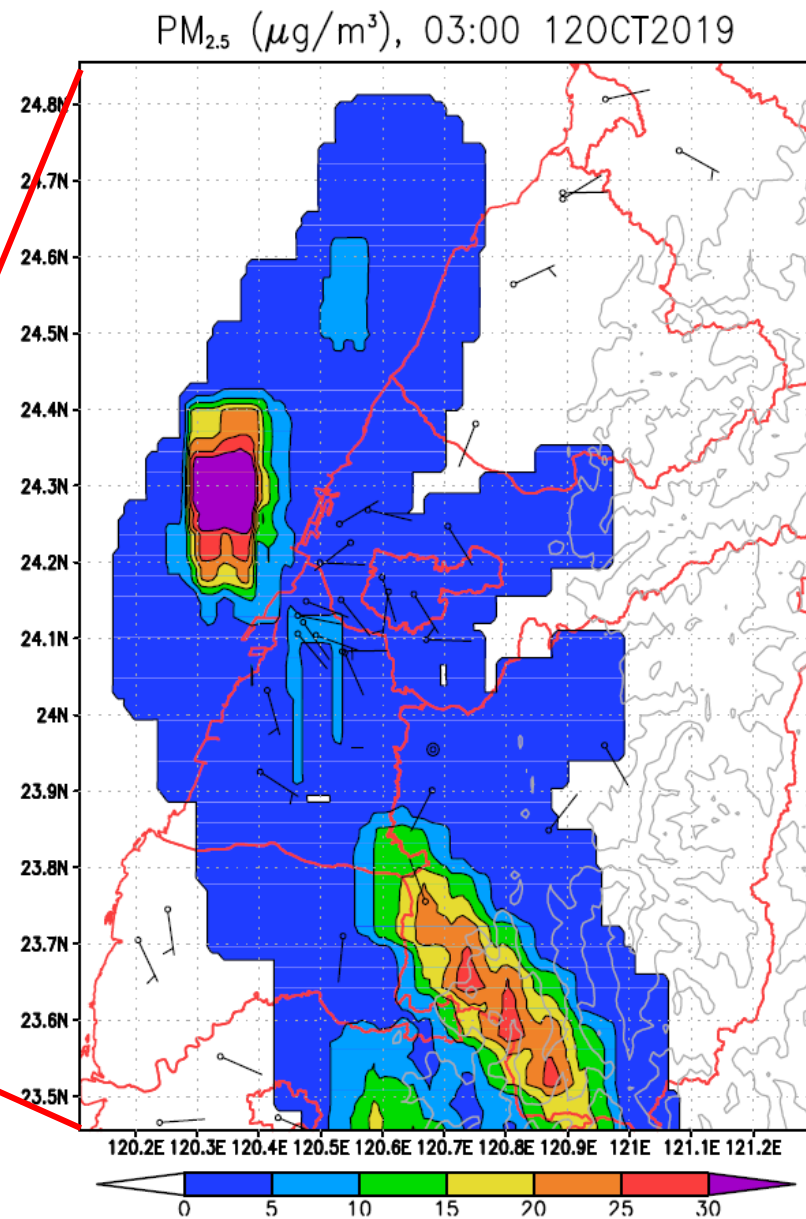 PM₂.₅ (μg/m³), 03:00 12OCT2019
24.8N
24.7N
24.6N
24.5N
24.4N
24.3N
24.2N
24.1N
24N
23.9N
23.8N
23.7N
23.6N
23.5N
120.2E 120.3E 120.4E 120.5E 120.6E 120.7E 120.8E 120.9E 121E 121.1E 121.2E
0 5 10 15 20 25 30